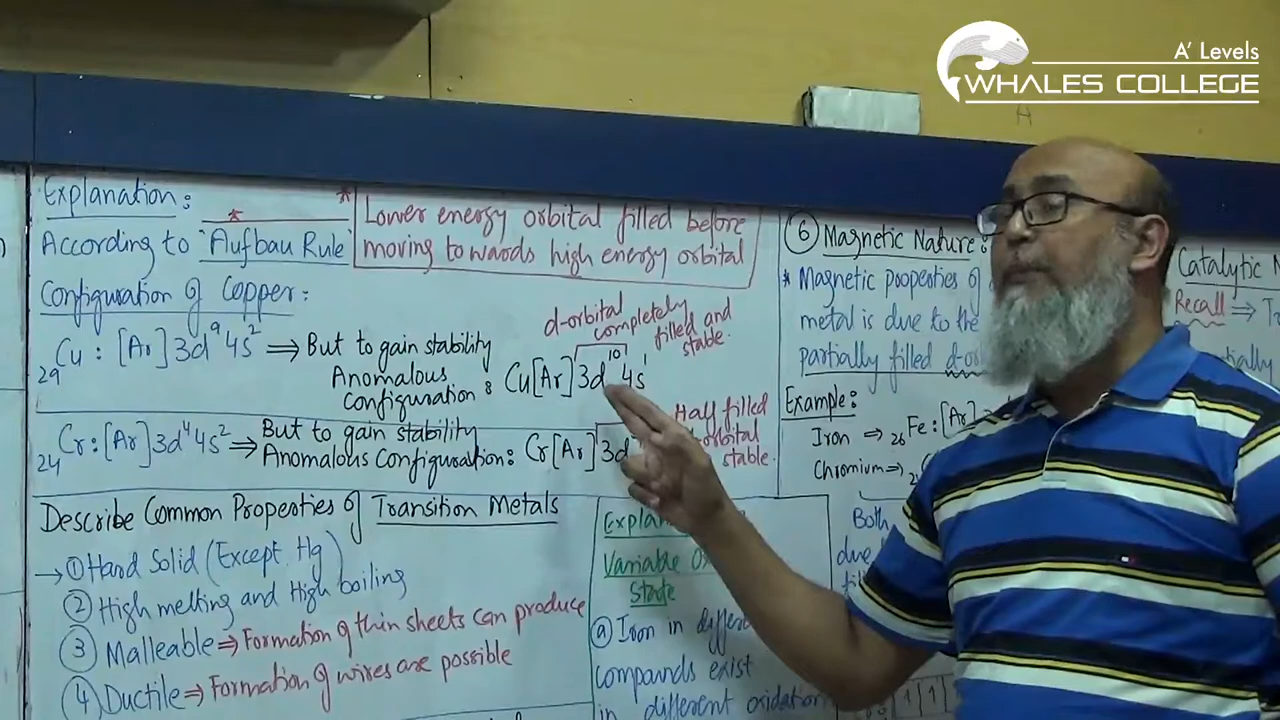 A' Levels
WHALES COLLEGE
Explanation:
According to 'Aufbau Rule'
* Lower energy orbital filled before
moving towards high energy orbital *
Configuration of Copper:
₂₉Cu : [Ar] 3d⁹ 4s² ⇒ But to gain stability
Anomalous
Configuration : Cu[Ar] 3d¹⁰ 4s¹
d-orbital
completely
filled and
stable.
₂₄Cr : [Ar] 3d⁴ 4s² ⇒ But to gain stability
Anomalous Configuration : Cr[Ar] 3d
Half filled
orbital
stable.
Describe Common Properties of Transition Metals
→ ① Hard Solid (Except Hg)
② High melting and High boiling
③ Malleable ⇒ Formation of thin sheets can produce
④ Ductile ⇒ Formation of wires are possible
Variable
State
ⓐ Iron in
compounds exist
in different oxidation
⑥ Magnetic Nature:
* Magnetic properties of
metal is due to the
partially filled
Example:
Iron ⇒ ₂₆Fe : [Ar]
Chromium ⇒
Both
due
Catalytic
Recall ⇒